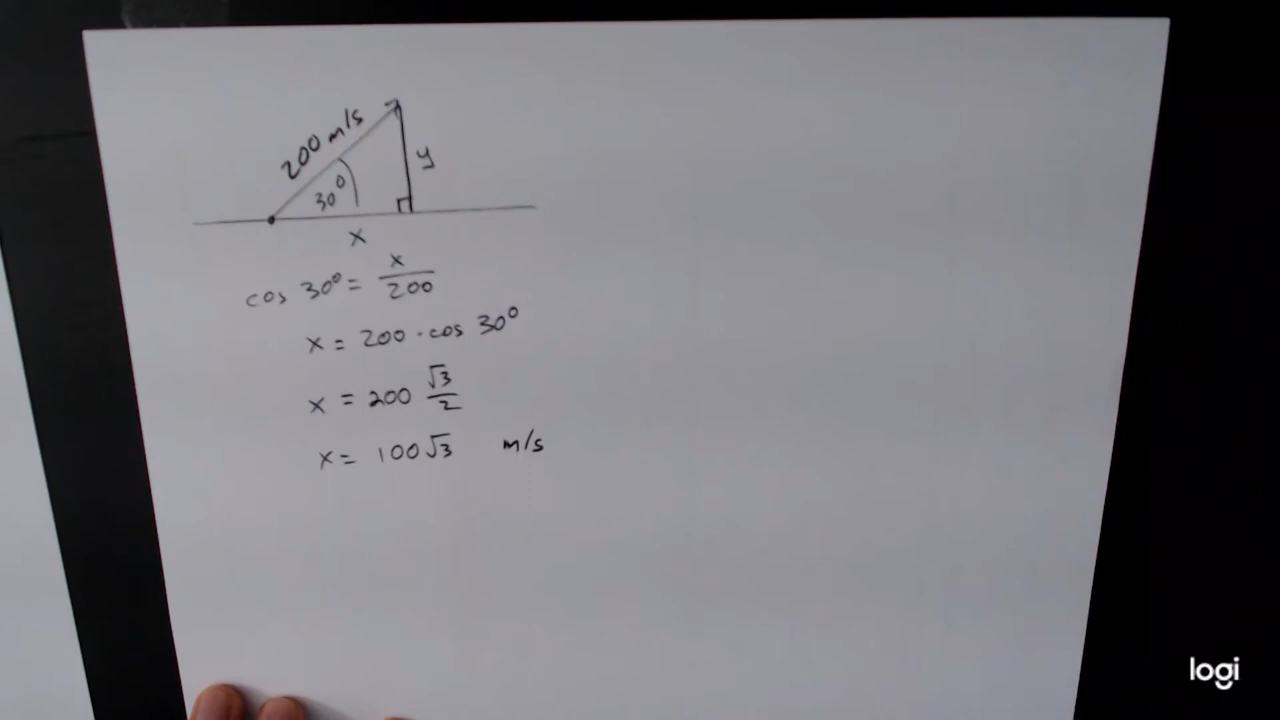 200 m/s
y
30°
x
cos 30° = x/200
x = 200 · cos 30°
x = 200 √3/2
x = 100√3 m/s
logi